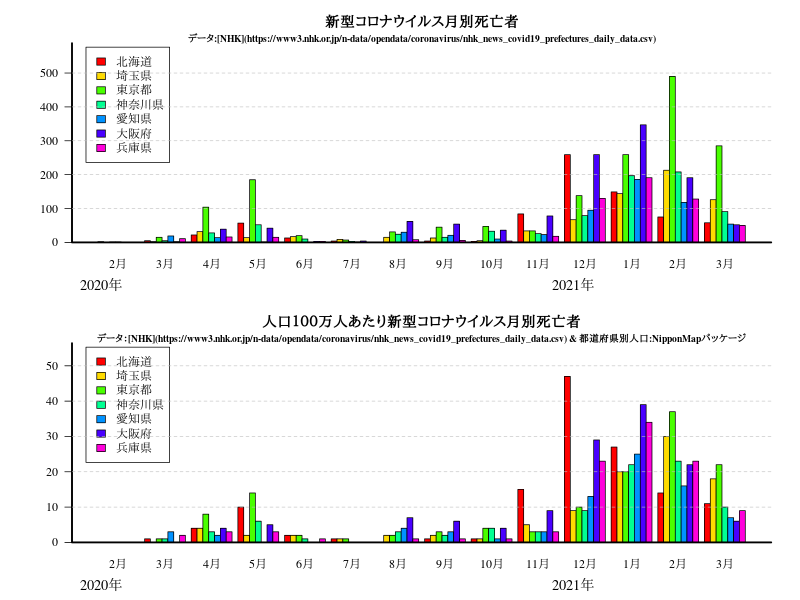 新型コロナウイルス月別死亡者
データ:[NHK](https://www3.nhk.or.jp/n-data/opendata/coronavirus/nhk_news_covid19_prefectures_daily_data.csv)
北海道
埼玉県
東京都
神奈川県
愛知県
大阪府
兵庫県
500
400
300
200
100
0
2月 3月 4月 5月 6月 7月 8月 9月 10月 11月 12月 1月 2月 3月
2020年 2021年
人口100万人あたり新型コロナウイルス月別死亡者
データ:[NHK](https://www3.nhk.or.jp/n-data/opendata/coronavirus/nhk_news_covid19_prefectures_daily_data.csv) & 都道府県別人口:NipponMapパッケージ
北海道
埼玉県
東京都
神奈川県
愛知県
大阪府
兵庫県
50
40
30
20
10
0
2月 3月 4月 5月 6月 7月 8月 9月 10月 11月 12月 1月 2月 3月
2020年 2021年